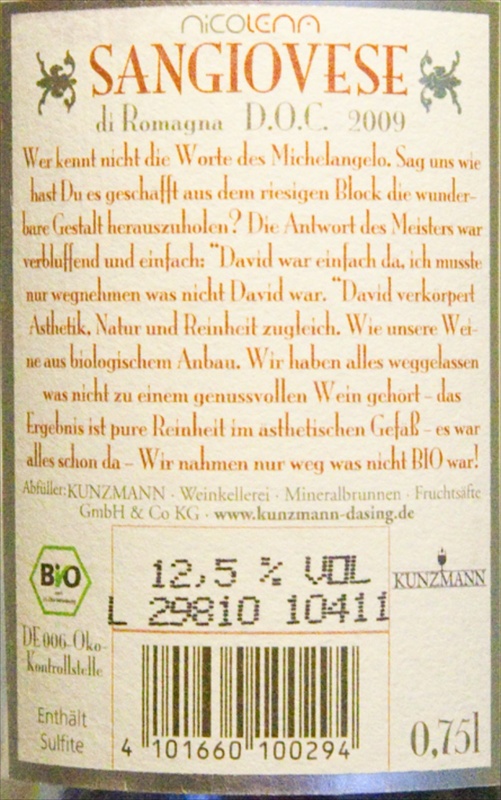 NiCOLENA
SANGIOVESE
di Romagna D.O.C. 2009
Wer kennt nicht die Worte des Michelangelo. Sag uns wie
hast Du es geschafft aus dem riesigen Block die wunder-
bare Gestalt herauszuholen? Die Antwort des Meisters war
verbluffend und einfach: "David war einfach da, ich musste
nur wegnehmen was nicht David war. "David verkorpert
Asthetik, Natur und Reinheit zugleich. Wie unsere Wei-
ne aus biologischem Anbau. Wir haben alles weggelassen
was nicht zu einem genussvollen Wein gehort - das
Ergebnis ist pure Reinheit im asthetischen Gefaß - es war
alles schon da - Wir nahmen nur weg was nicht BIO war!
Abfüller: KUNZMANN · Weinkellerei · Mineralbrunnen · Fruchtsäfte
GmbH & Co KG · www.kunzmann-dasing.de
Bio
12,5 % VOL
KUNZMANN
L 29810 10411
DE 006-Öko-
Kontrollstelle
Enthält
Sulfite
4 101660 100294
0,75l